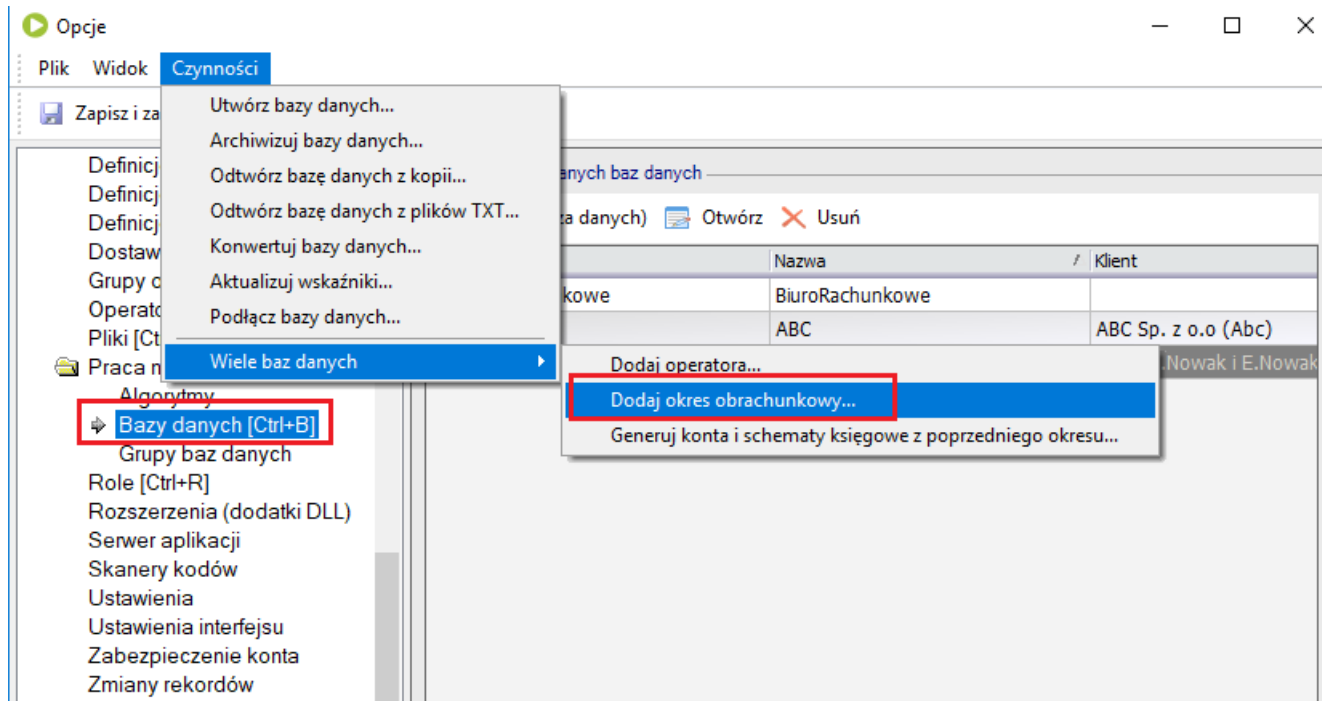 Opcje
Plik Widok Czynności
Zapisz i za
Utwórz bazy danych...
Archiwizuj bazy danych...
Odtwórz bazę danych z kopii...
Odtwórz bazę danych z plików TXT...
Konwertuj bazy danych...
Aktualizuj wskaźniki...
Podłącz bazy danych...
Wiele baz danych
Dodaj operatora...
Dodaj okres obrachunkowy...
Generuj konta i schematy księgowe z poprzedniego okresu...
Definicj
Definicj
Definicj
Dostaw
Grupy o
Operato
Pliki [Ct
Praca n
Algorytmy
Bazy danych [Ctrl+B]
Grupy baz danych
Role [Ctrl+R]
Rozszerzenia (dodatki DLL)
Serwer aplikacji
Skanery kodów
Ustawienia
Ustawienia interfejsu
Zabezpieczenie konta
Zmiany rekordów
anych baz danych
za danych) Otwórz Usuń
Nazwa / Klient
kowe BiuroRachunkowe
ABC ABC Sp. z o.o (Abc)
.Nowak i E.Nowak